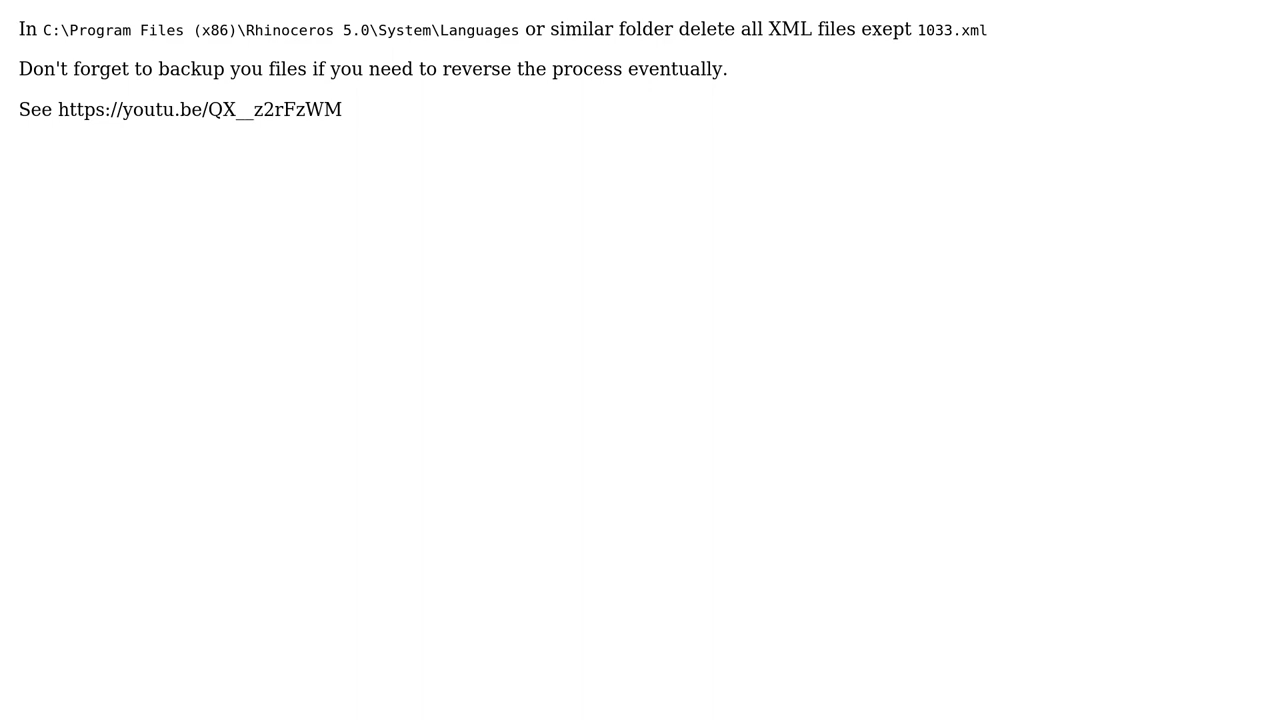 In C:\Program Files (x86)\Rhinoceros 5.0\System\Languages or similar folder delete all XML files exept 1033.xml
Don't forget to backup you files if you need to reverse the process eventually.
See https://youtu.be/QX__z2rFzWM